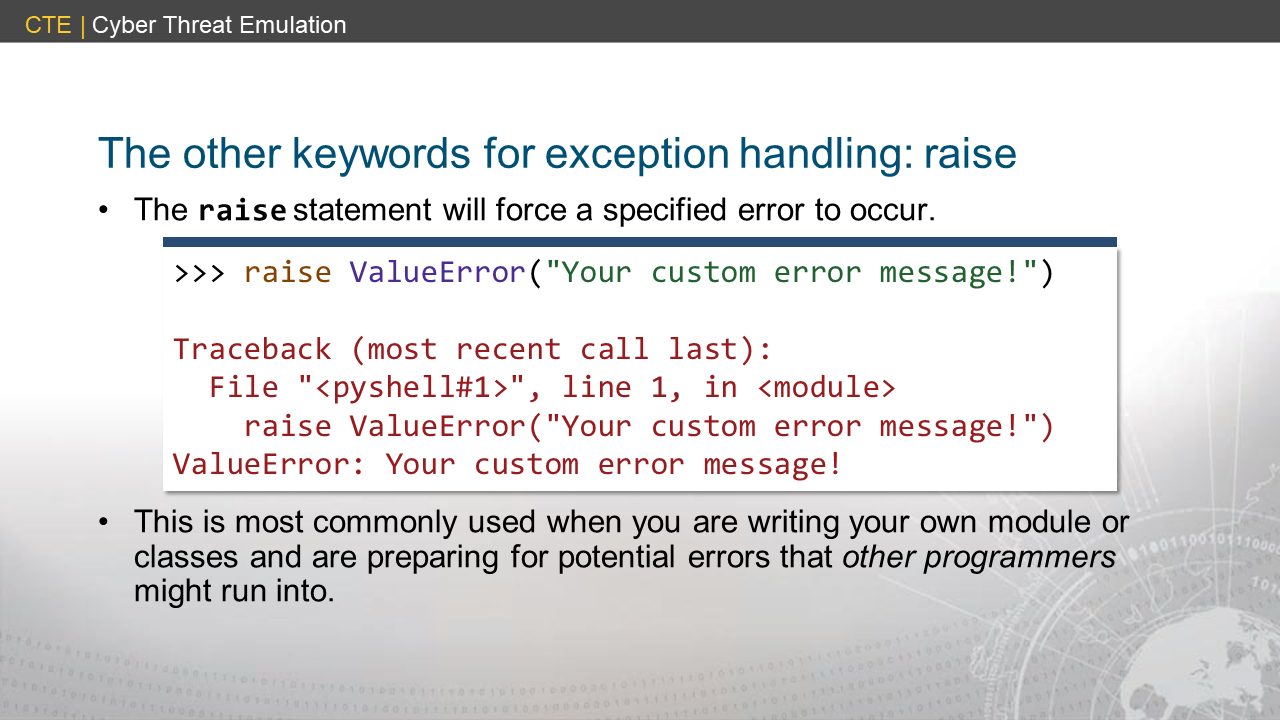 CTE | Cyber Threat Emulation
The other keywords for exception handling: raise
• The raise statement will force a specified error to occur.
>>> raise ValueError("Your custom error message!")
Traceback (most recent call last):
  File "<pyshell#1>", line 1, in <module>
    raise ValueError("Your custom error message!")
ValueError: Your custom error message!
• This is most commonly used when you are writing your own module or
classes and are preparing for potential errors that other programmers
might run into.